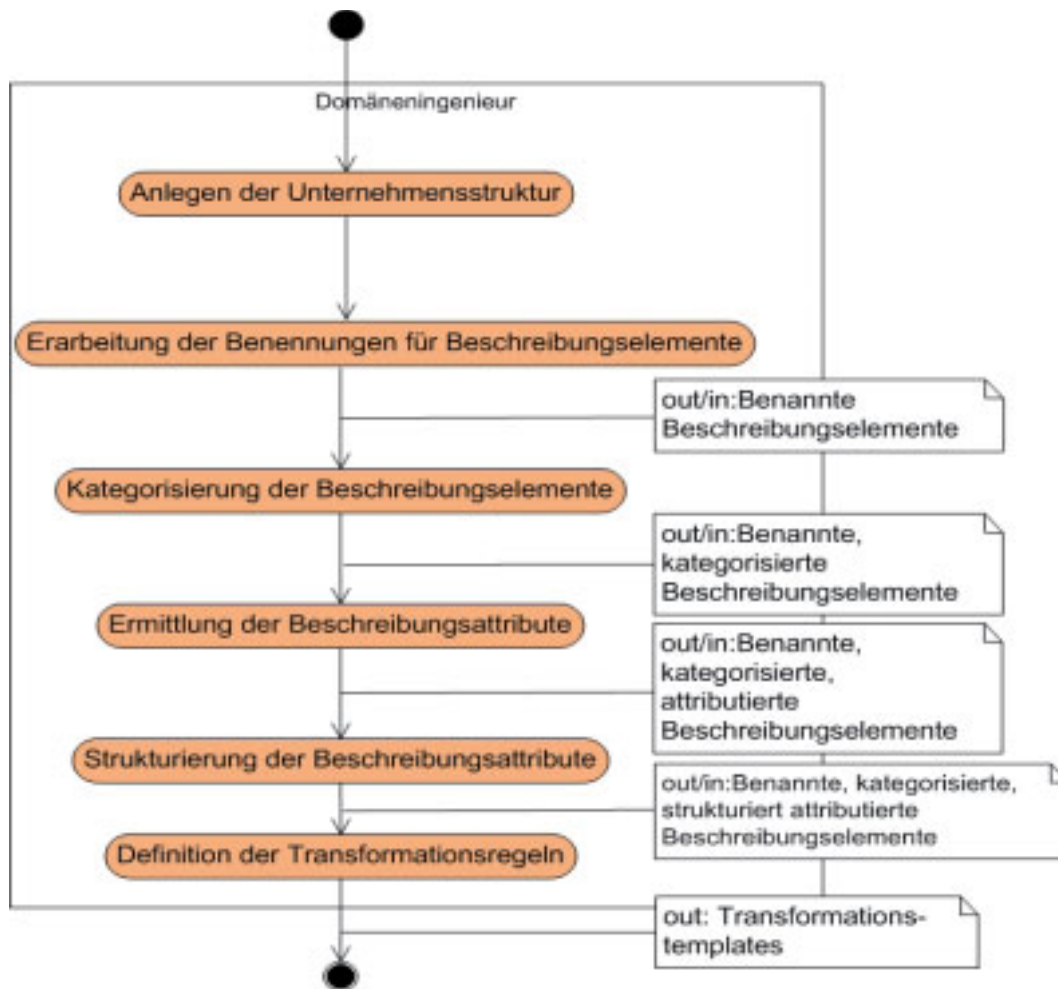 Domäneningenieur
Anlegen der Unternehmensstruktur
Erarbeitung der Benennungen für Beschreibungselemente
out/in:Benannte
Beschreibungselemente
Kategorisierung der Beschreibungselemente
out/in:Benannte,
kategorisierte
Beschreibungselemente
Ermittlung der Beschreibungsattribute
out/in:Benannte,
kategorisierte,
attributierte
Beschreibungselemente
Strukturierung der Beschreibungsattribute
out/in:Benannte, kategorisierte,
strukturiert attributierte
Beschreibungselemente
Definition der Transformationsregeln
out: Transformations-
templates